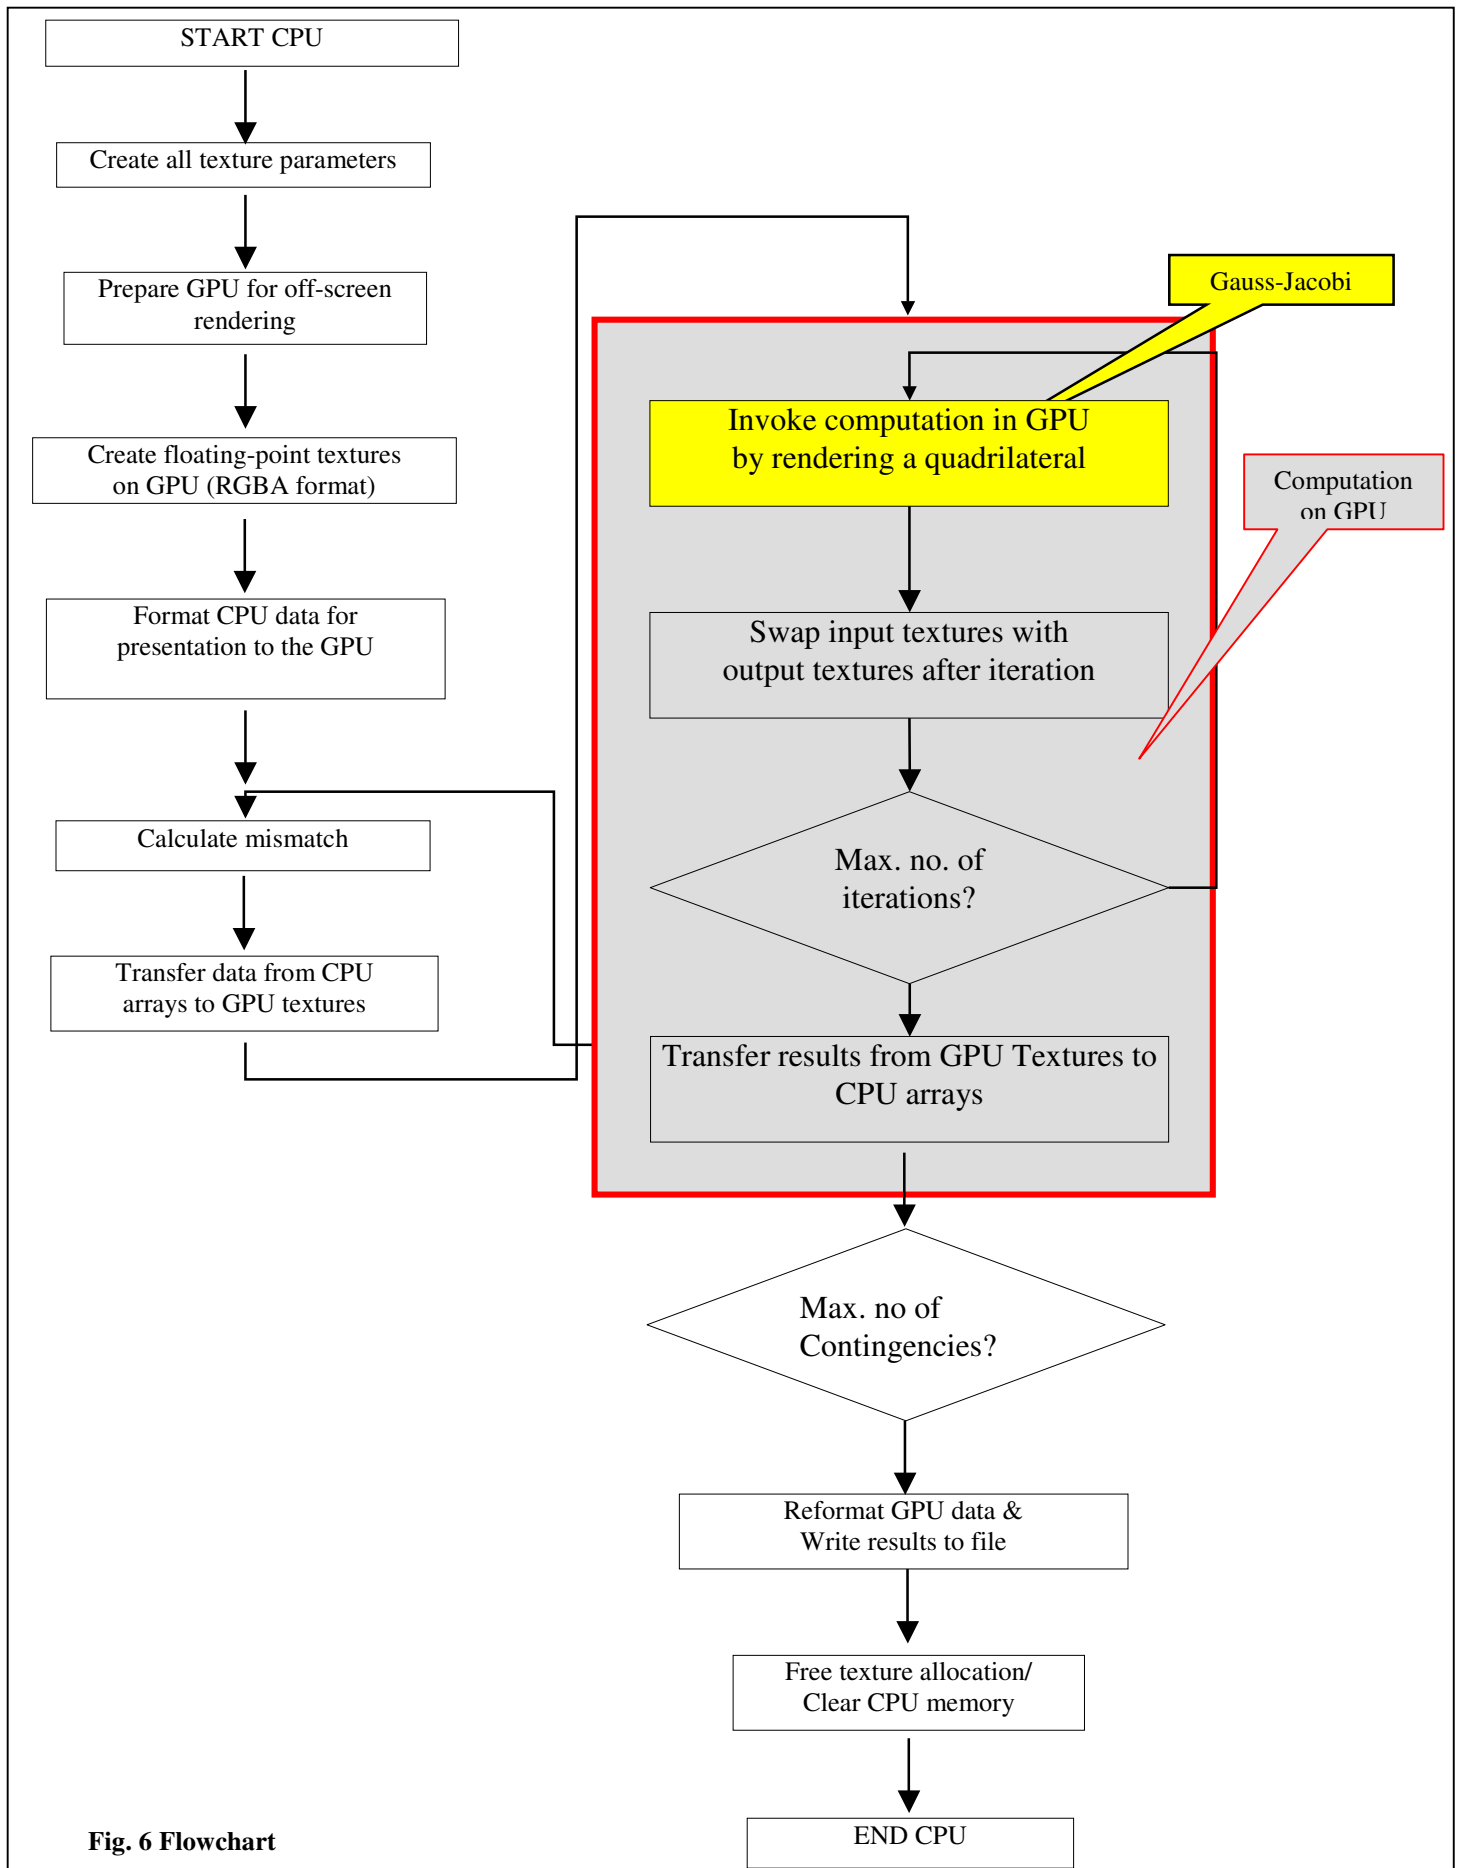 START CPU
Create all texture parameters
Prepare GPU for off-screen
rendering
Create floating-point textures
on GPU (RGBA format)
Format CPU data for
presentation to the GPU
Calculate mismatch
Transfer data from CPU
arrays to GPU textures
Gauss-Jacobi
Invoke computation in GPU
by rendering a quadrilateral
Computation
on GPU
Swap input textures with
output textures after iteration
Max. no. of
iterations?
Transfer results from GPU Textures to
CPU arrays
Max. no of
Contingencies?
Reformat GPU data &
Write results to file
Free texture allocation/
Clear CPU memory
END CPU
Fig. 6 Flowchart